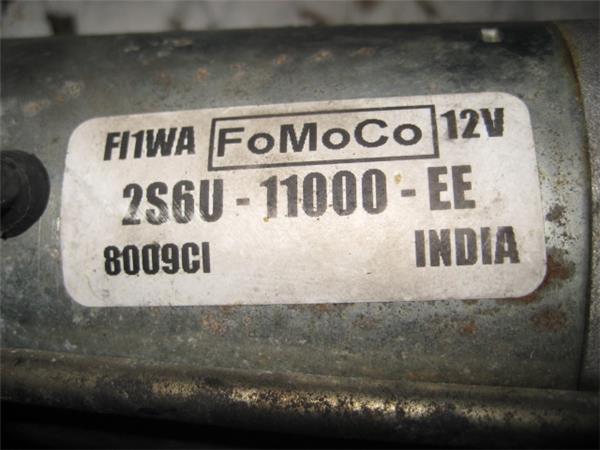 FI1WA FoMoCo 12V
2S6U - 11000 - EE
8009CI INDIA